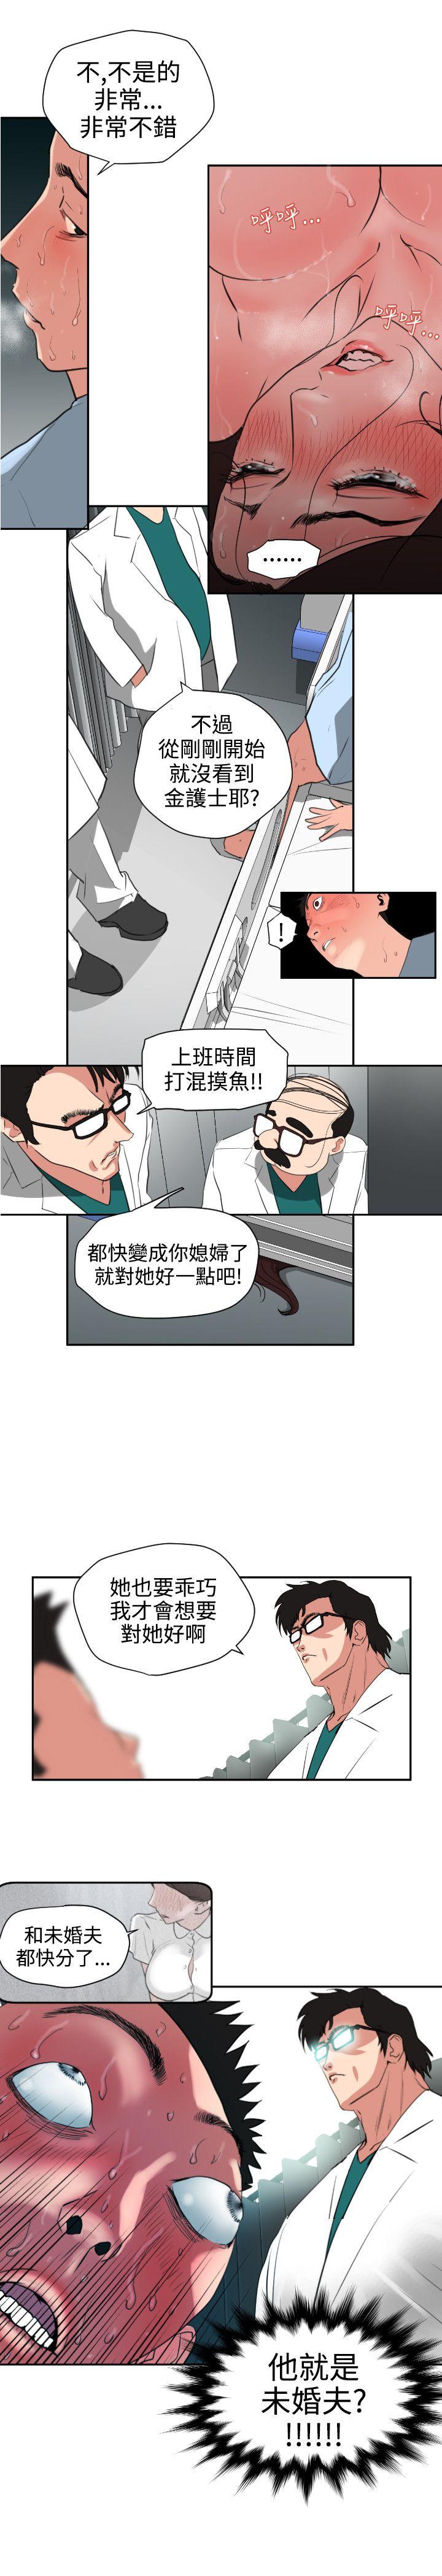 不,不是的
非常...
非常不錯
呼呼...
呼呼...
......
不過
從剛剛開始
就沒看到
金護士耶?
!
上班時間
打混摸魚!!
都快變成你媳婦了
就對她好一點吧!
她也要乖巧
我才會想要
對她好啊
和未婚夫
都快分了...
他就是
未婚夫?
!!!!!!